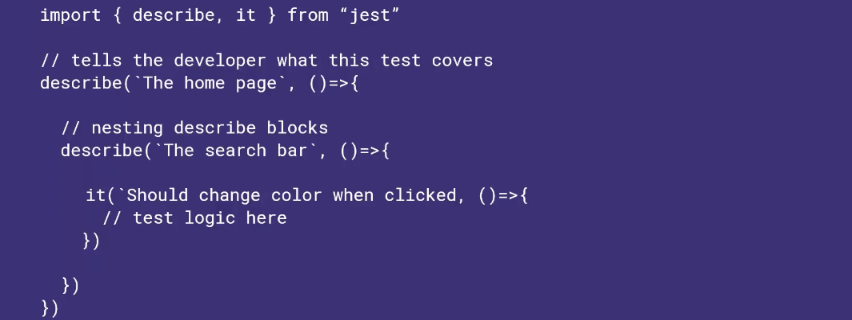 import { describe, it } from “jest”
// tells the developer what this test covers
describe(`The home page`, ()=>{
// nesting describe blocks
describe(`The search bar`, ()=>{
it(`Should change color when clicked, ()=>{
// test logic here
})
})
})